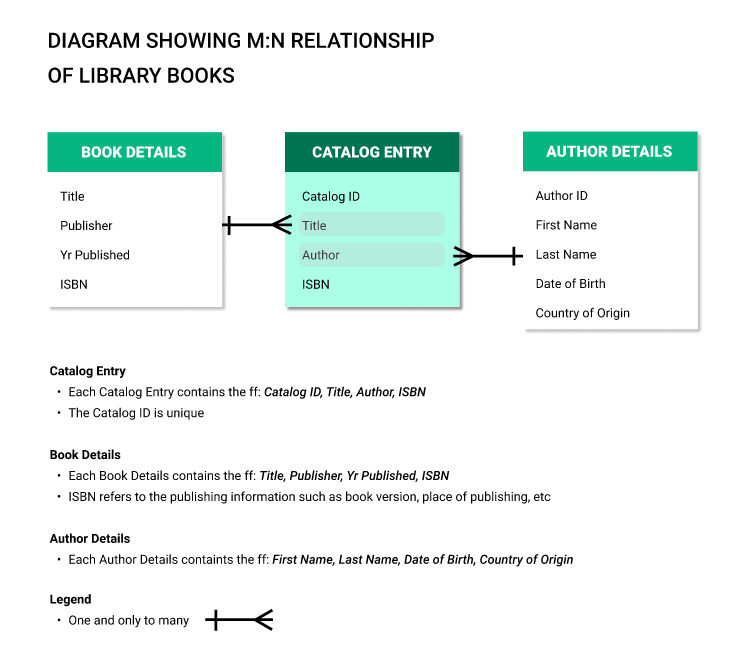 DIAGRAM SHOWING M:N RELATIONSHIP
OF LIBRARY BOOKS
BOOK DETAILS
Title
Publisher
Yr Published
ISBN
CATALOG ENTRY
Catalog ID
Title
Author
ISBN
AUTHOR DETAILS
Author ID
First Name
Last Name
Date of Birth
Country of Origin
Catalog Entry
• Each Catalog Entry contains the ff: Catalog ID, Title, Author, ISBN
• The Catalog ID is unique
Book Details
• Each Book Details contains the ff: Title, Publisher, Yr Published, ISBN
• ISBN refers to the publishing information such as book version, place of publishing, etc
Author Details
• Each Author Details containts the ff: First Name, Last Name, Date of Birth, Country of Origin
Legend
• One and only to many